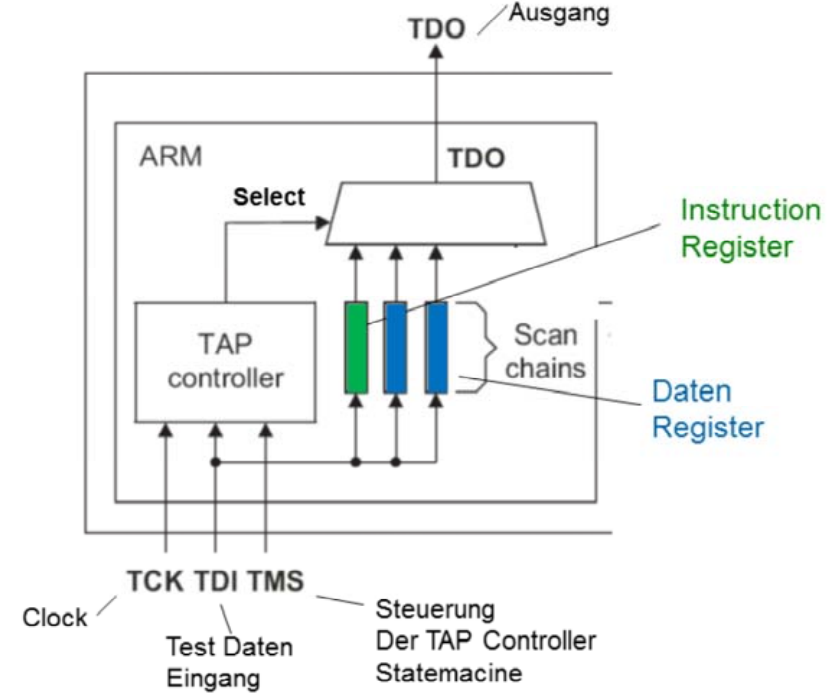 TDO
Ausgang
ARM
TDO
Select
Instruction
Register
TAP
controller
Scan
chains
Daten
Register
TCK TDI TMS
Clock
Test Daten
Eingang
Steuerung
Der TAP Controller
Statemacine